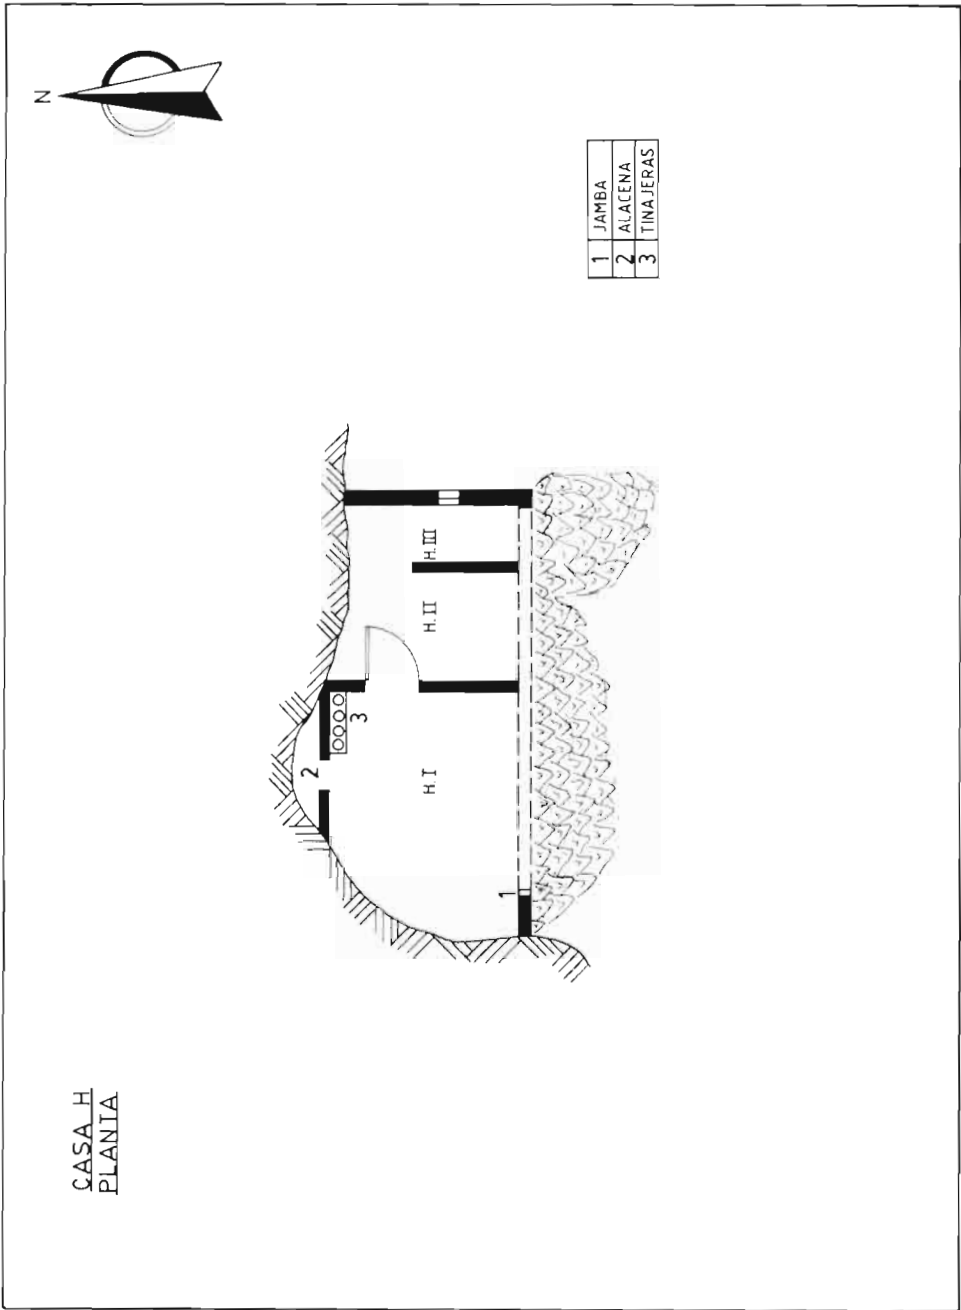 CASA H
PLANTA
N
1 JAMBA
2 ALACENA
3 TINAJERAS
2
3
H.I
H.II
H.III
1